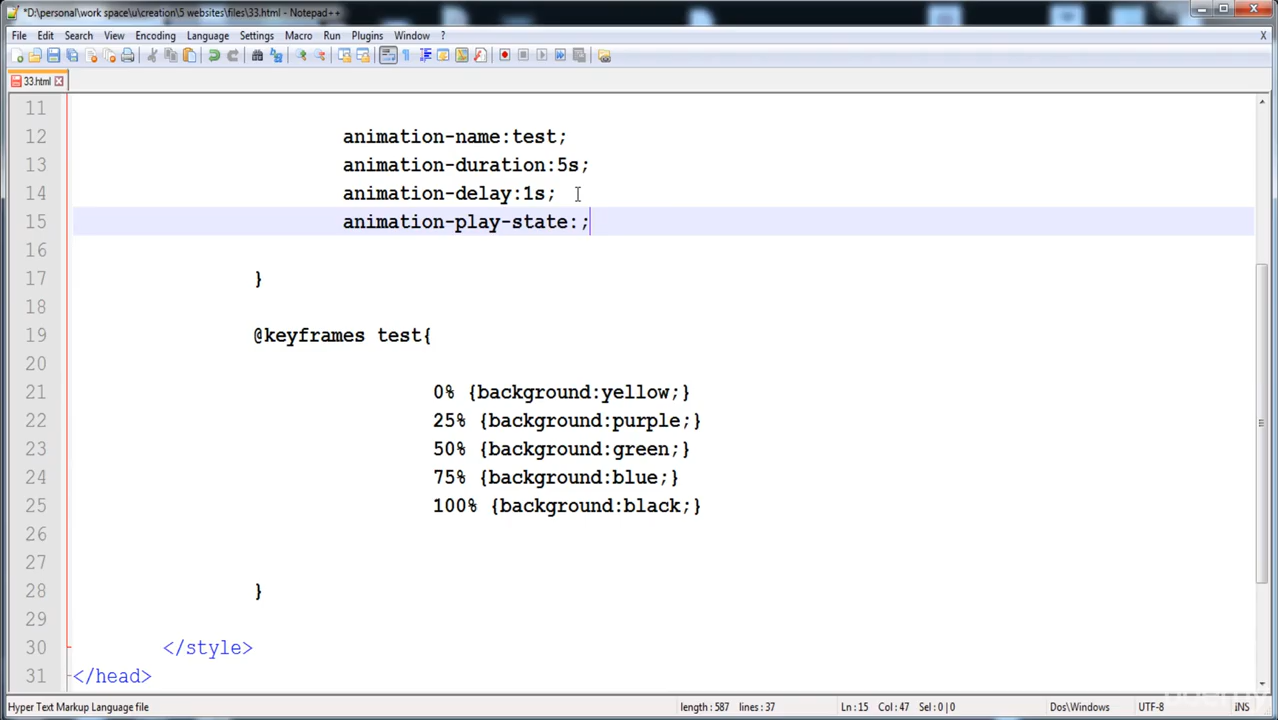 *D:\personal\work space\u\creation\5 websites\files\33.html - Notepad++
File Edit Search View Encoding Language Settings Macro Run Plugins Window ? X
33.html
11
12 animation-name:test;
13 animation-duration:5s;
14 animation-delay:1s;
15 animation-play-state:;
16
17 }
18
19 @keyframes test{
20
21 0% {background:yellow;}
22 25% {background:purple;}
23 50% {background:green;}
24 75% {background:blue;}
25 100% {background:black;}
26
27
28 }
29
30 </style>
31 </head>
Hyper Text Markup Language file length : 587 lines : 37 Ln : 15 Col : 47 Sel : 0 | 0 Dos\Windows UTF-8 INS
udemy